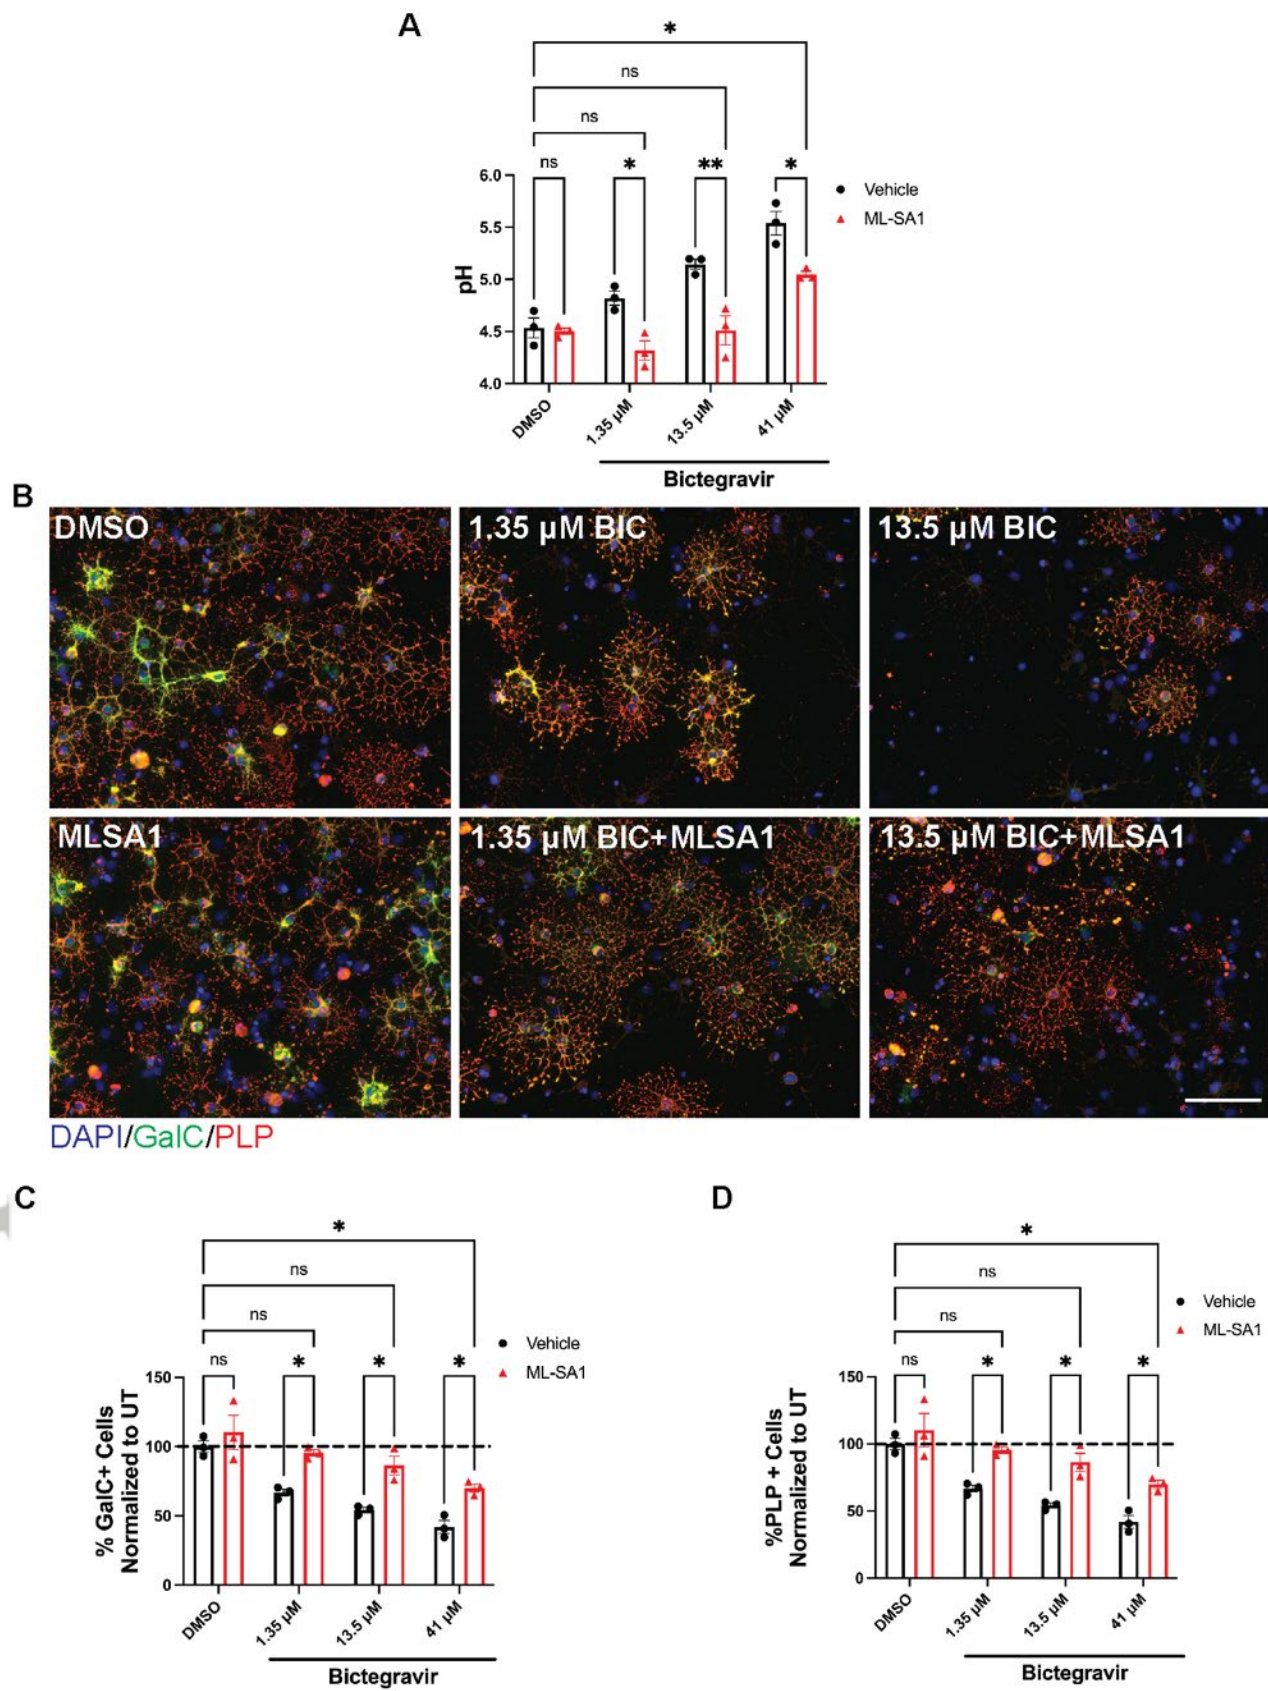 A
*
ns
ns
ns
*
**
*
6.0
5.5
5.0
4.5
4.0
pH
Vehicle
ML-SA1
DMSO
1.35 µM
13.5 µM
41 µM
Bictegravir
B
DMSO
1.35 µM BIC
13.5 µM BIC
MLSA1
1.35 µM BIC+MLSA1
13.5 µM BIC+MLSA1
DAPI/GalC/PLP
C
*
ns
ns
ns
*
*
*
Vehicle
ML-SA1
150
100
50
0
% GalC+ Cells
Normalized to UT
DMSO
1.35 µM
13.5 µM
41 µM
Bictegravir
D
*
ns
ns
ns
*
*
*
Vehicle
ML-SA1
150
100
50
0
%PLP + Cells
Normalized to UT
DMSO
1.35 µM
13.5 µM
41 µM
Bictegravir